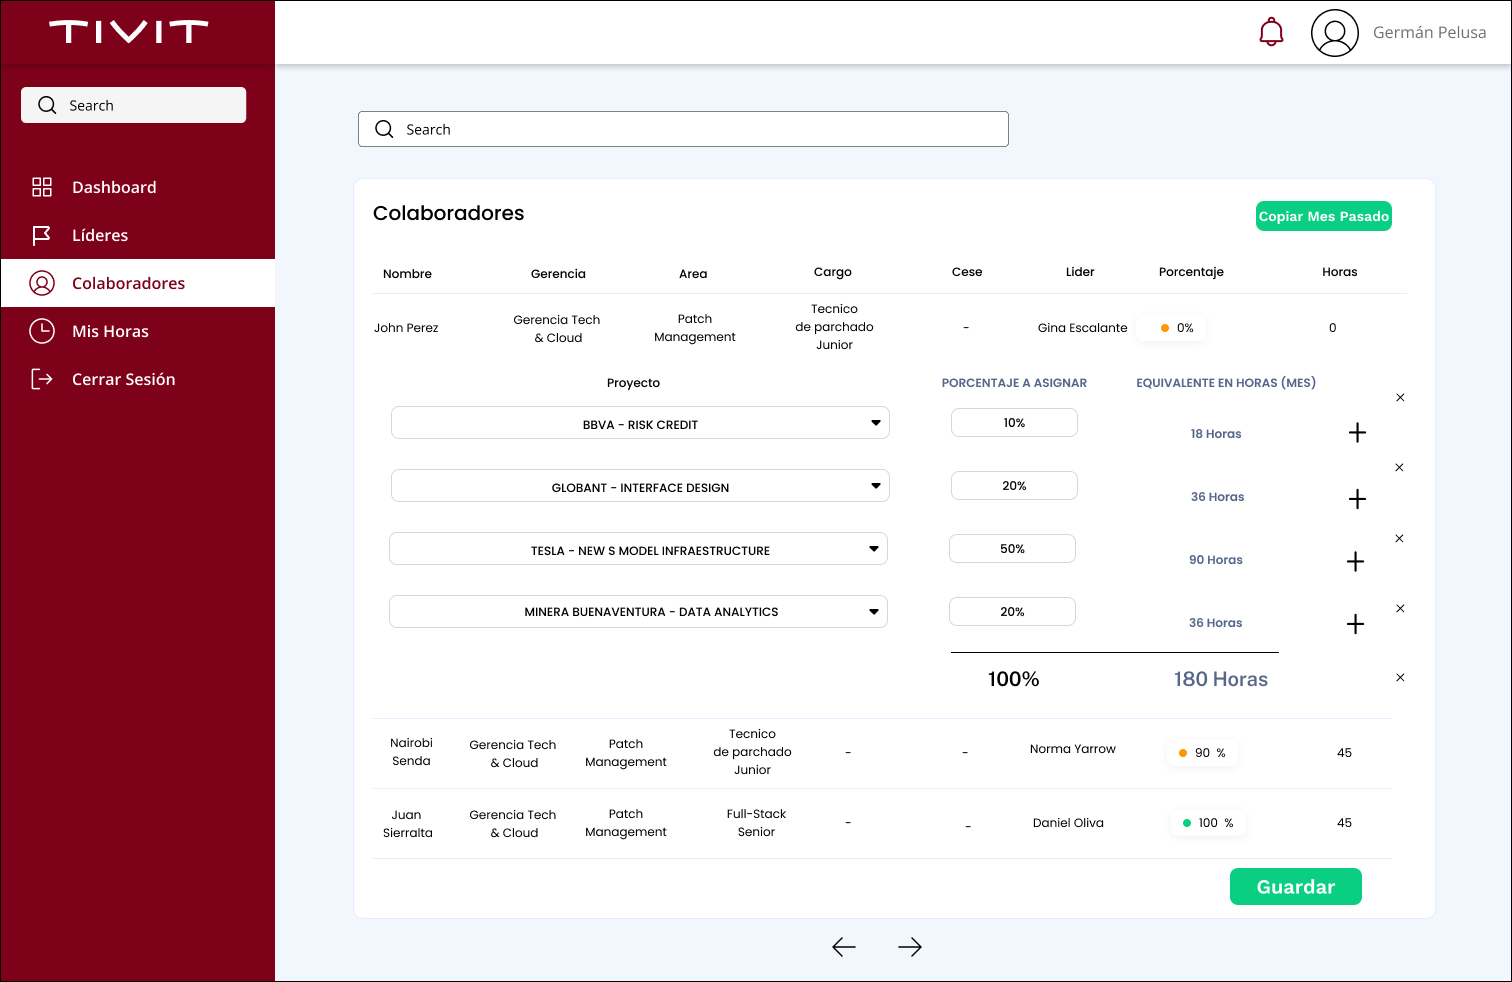 TIVIT
Germán Pelusa
Search
Dashboard
Líderes
Colaboradores
Mis Horas
Cerrar Sesión
Search
Colaboradores
Copiar Mes Pasado
Nombre Gerencia Area Cargo Cese Lider Porcentaje Horas
John Perez
Gerencia Tech
& Cloud
Patch
Management
Tecnico
de parchado
Junior
-
Gina Escalante
0%
0
Proyecto PORCENTAJE A ASIGNAR EQUIVALENTE EN HORAS (MES)
BBVA - RISK CREDIT 10% 18 Horas
GLOBANT - INTERFACE DESIGN 20% 36 Horas
TESLA - NEW S MODEL INFRAESTRUCTURE 50% 90 Horas
MINERA BUENAVENTURA - DATA ANALYTICS 20% 36 Horas
100% 180 Horas
Nairobi
Senda
Gerencia Tech
& Cloud
Patch
Management
Tecnico
de parchado
Junior
-
-
Norma Yarrow
90 %
45
Juan
Sierralta
Gerencia Tech
& Cloud
Patch
Management
Full-Stack
Senior
-
-
Daniel Oliva
100 %
45
Guardar